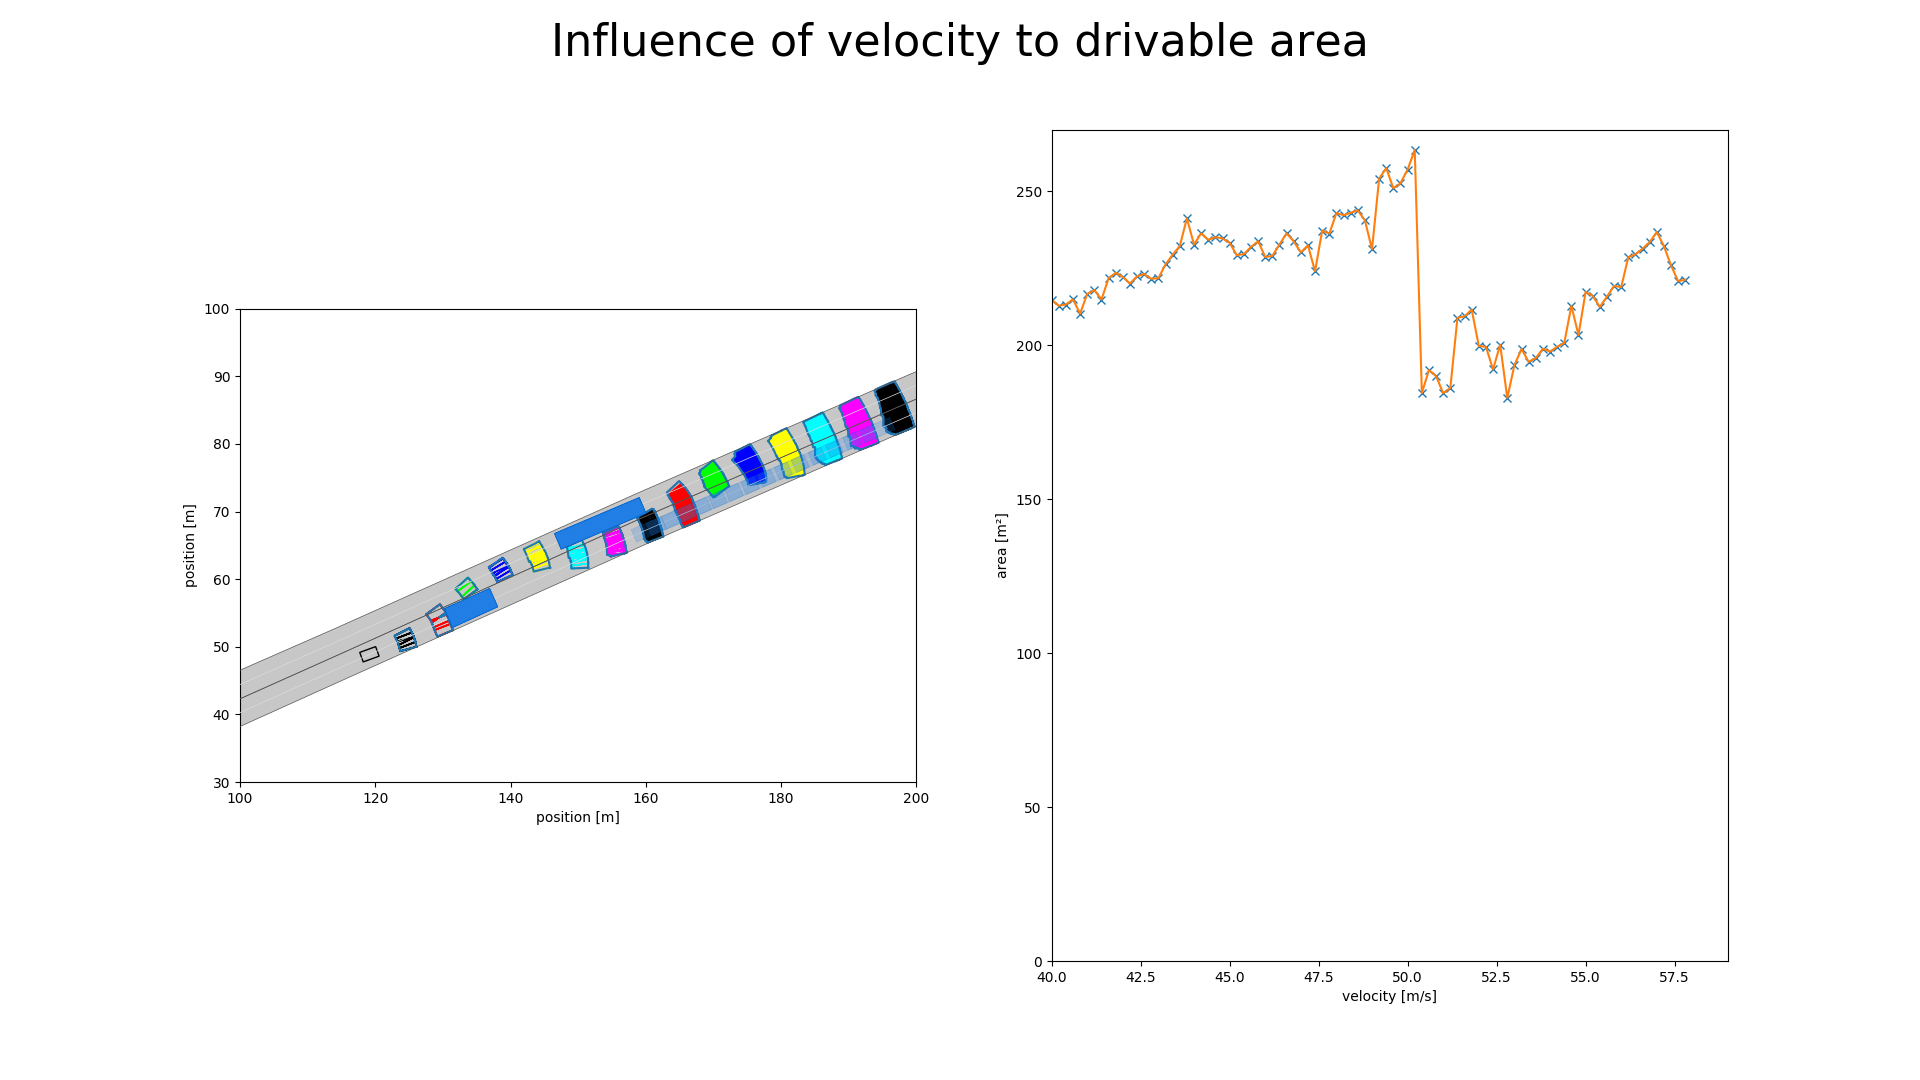 Influence of velocity to drivable area
100
90
80
70
60
50
40
30
position [m]
100 120 140 160 180 200
position [m]
250
200
150
100
50
0
area [m²]
40.0 42.5 45.0 47.5 50.0 52.5 55.0 57.5
velocity [m/s]